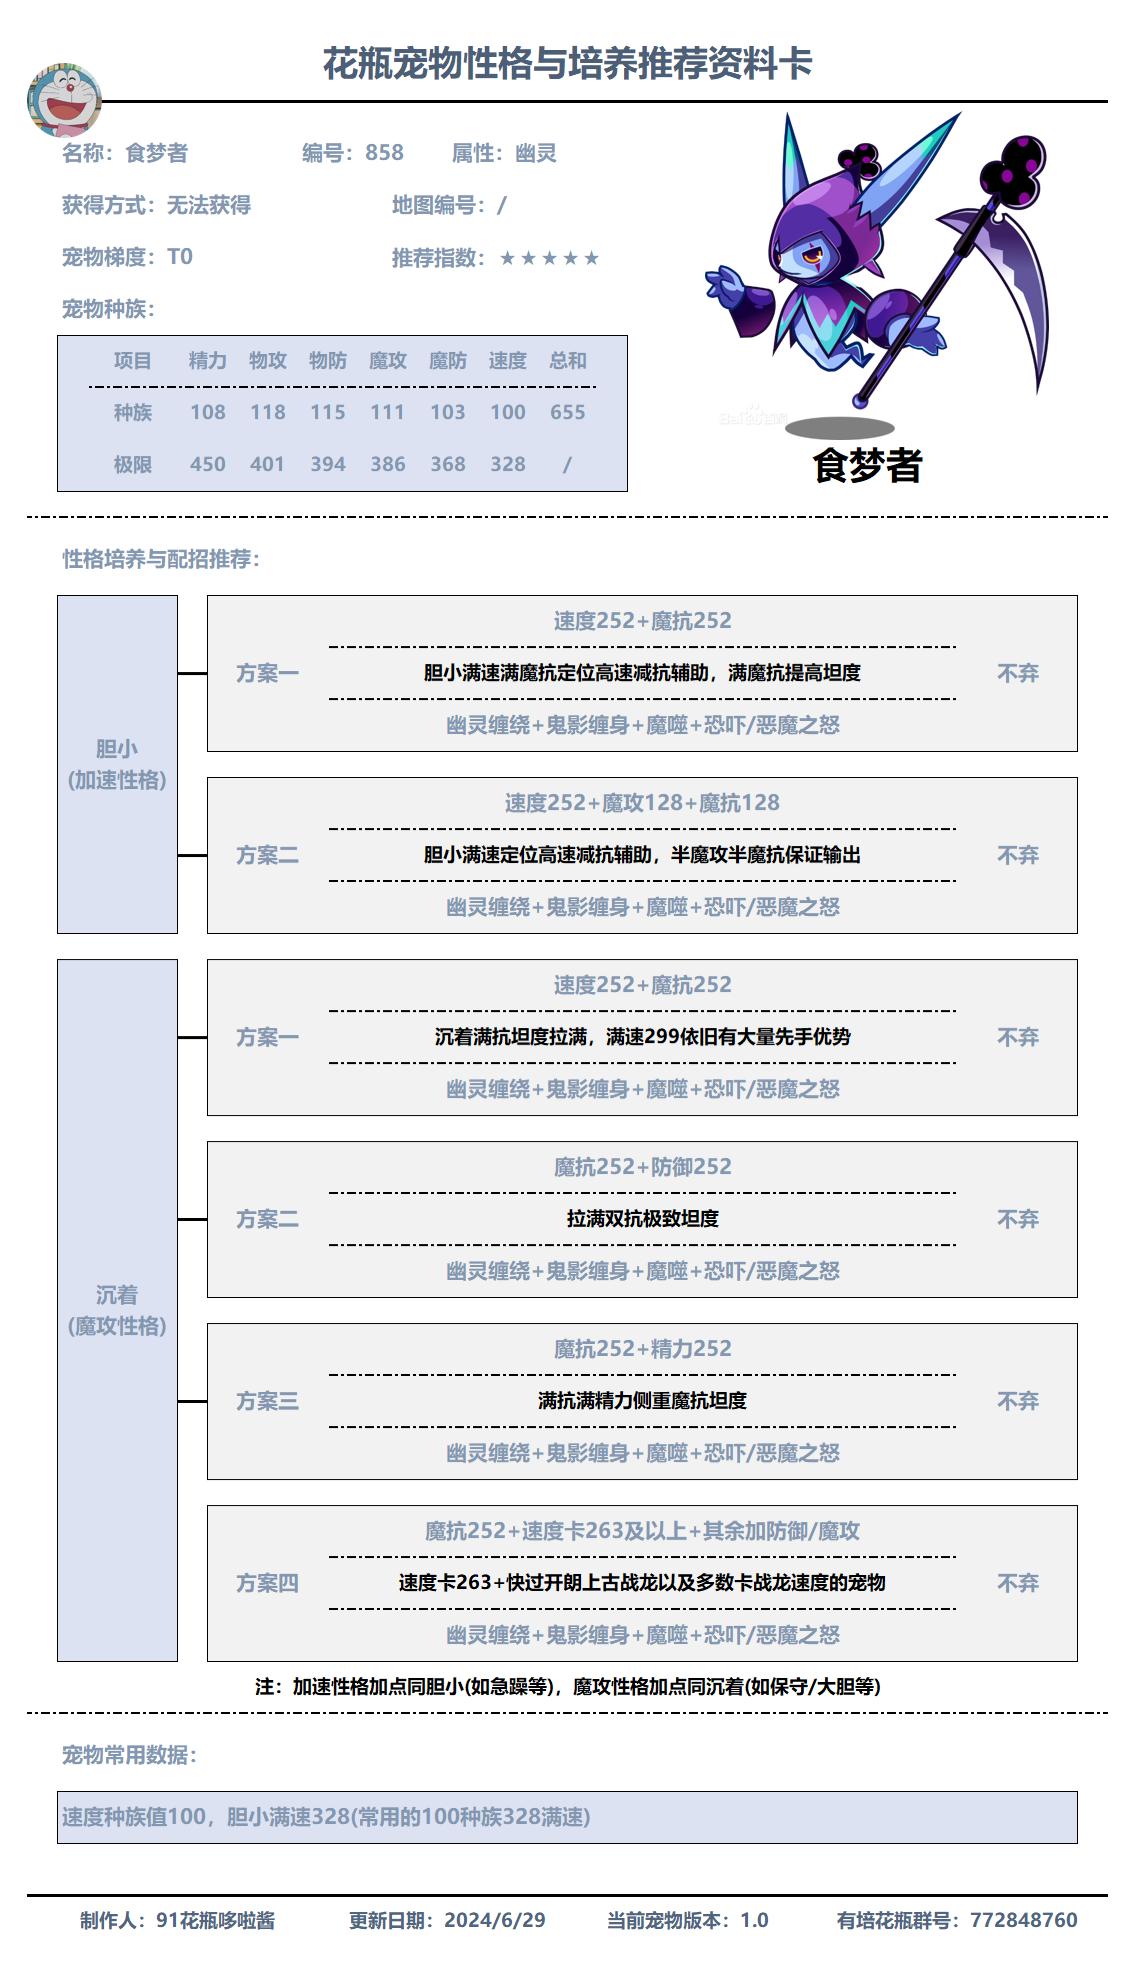 花瓶宠物性格与培养推荐资料卡
名称：食梦者 编号：858 属性：幽灵
获得方式：无法获得 地图编号：/
宠物梯度：T0 推荐指数：★★★★★
宠物种族：
项目 精力 物攻 物防 魔攻 魔防 速度 总和
种族 108 118 115 111 103 100 655
极限 450 401 394 386 368 328 /
Bai百科
食梦者
性格培养与配招推荐：
胆小
(加速性格)
速度252+魔抗252
方案一 胆小满速满魔抗定位高速减抗辅助，满魔抗提高坦度 不弃
幽灵缠绕+鬼影缠身+魔噬+恐吓/恶魔之怒
速度252+魔攻128+魔抗128
方案二 胆小满速定位高速减抗辅助，半魔攻半魔抗保证输出 不弃
幽灵缠绕+鬼影缠身+魔噬+恐吓/恶魔之怒
沉着
(魔攻性格)
速度252+魔抗252
方案一 沉着满抗坦度拉满，满速299依旧有大量先手优势 不弃
幽灵缠绕+鬼影缠身+魔噬+恐吓/恶魔之怒
魔抗252+防御252
方案二 拉满双抗极致坦度 不弃
幽灵缠绕+鬼影缠身+魔噬+恐吓/恶魔之怒
魔抗252+精力252
方案三 满抗满精力侧重魔抗坦度 不弃
幽灵缠绕+鬼影缠身+魔噬+恐吓/恶魔之怒
魔抗252+速度卡263及以上+其余加防御/魔攻
方案四 速度卡263+快过开朗上古战龙以及多数卡战龙速度的宠物 不弃
幽灵缠绕+鬼影缠身+魔噬+恐吓/恶魔之怒
注：加速性格加点同胆小(如急躁等)，魔攻性格加点同沉着(如保守/大胆等)
宠物常用数据：
速度种族值100，胆小满速328(常用的100种族328满速)
制作人：91花瓶哆啦酱 更新日期：2024/6/29 当前宠物版本：1.0 有培花瓶群号：772848760